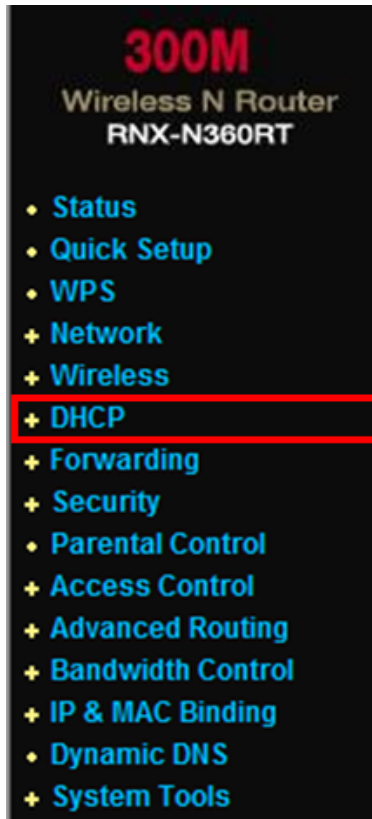 300M
Wireless N Router
RNX-N360RT
Status
Quick Setup
WPS
Network
Wireless
DHCP
Forwarding
Security
Parental Control
Access Control
Advanced Routing
Bandwidth Control
IP & MAC Binding
Dynamic DNS
System Tools